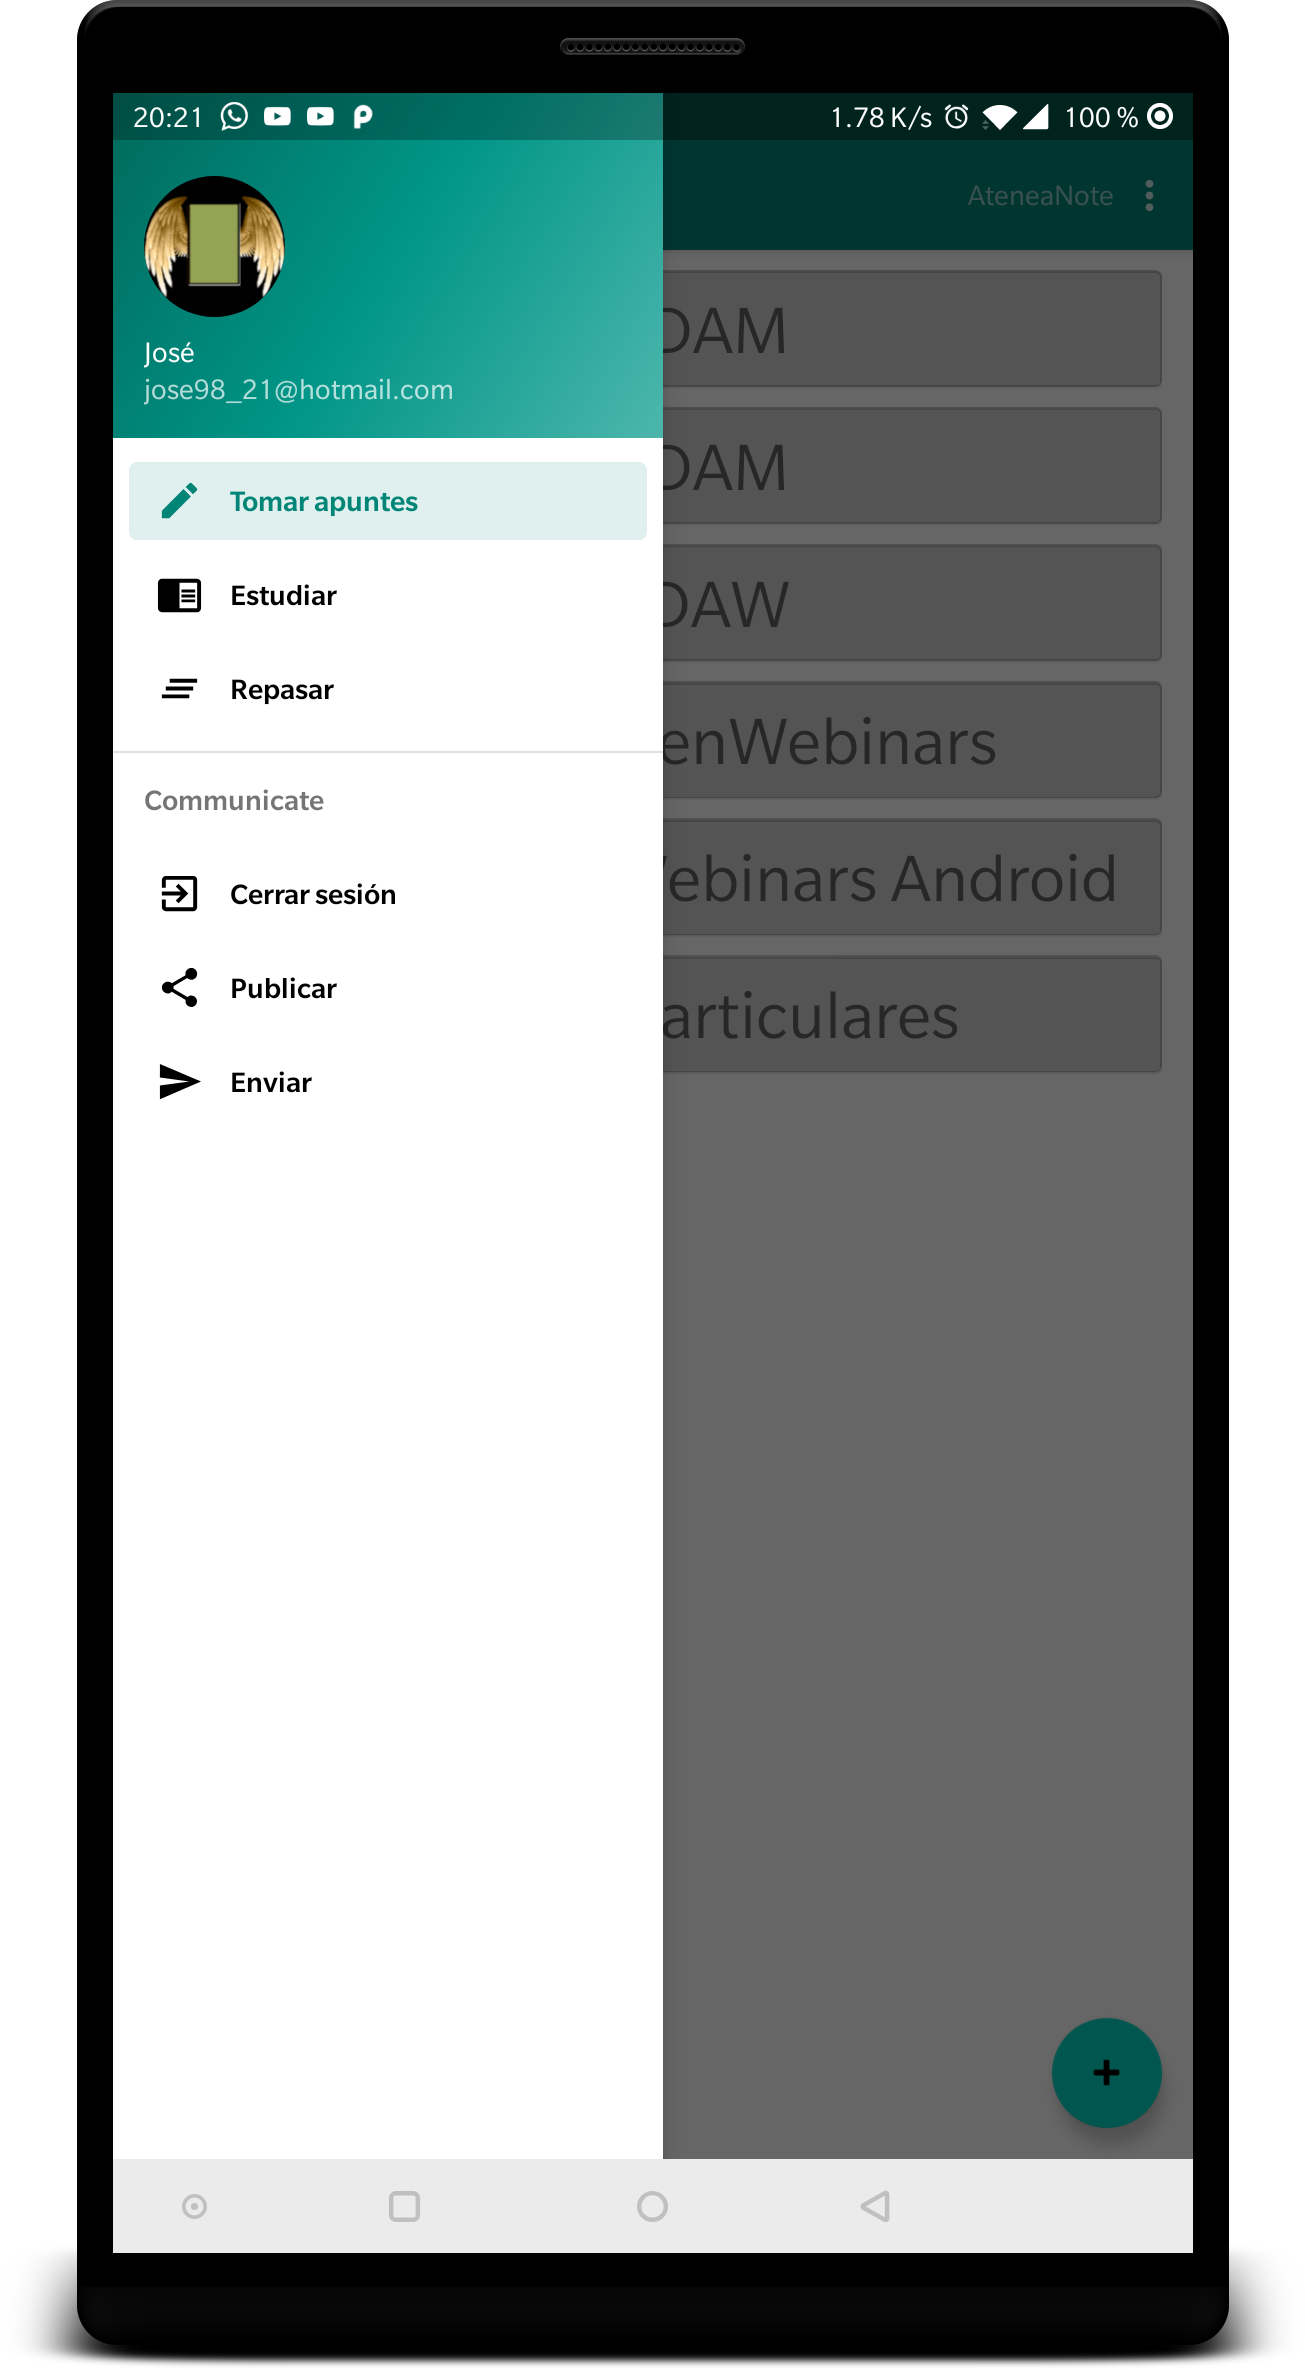 20:21 1.78 K/s 100 %
AteneaNote
José
jose98_21@hotmail.com
Tomar apuntes
Estudiar
Repasar
Communicate
Cerrar sesión
Publicar
Enviar
DAM
DAM
DAW
enWebinars
ebinars Android
articulares